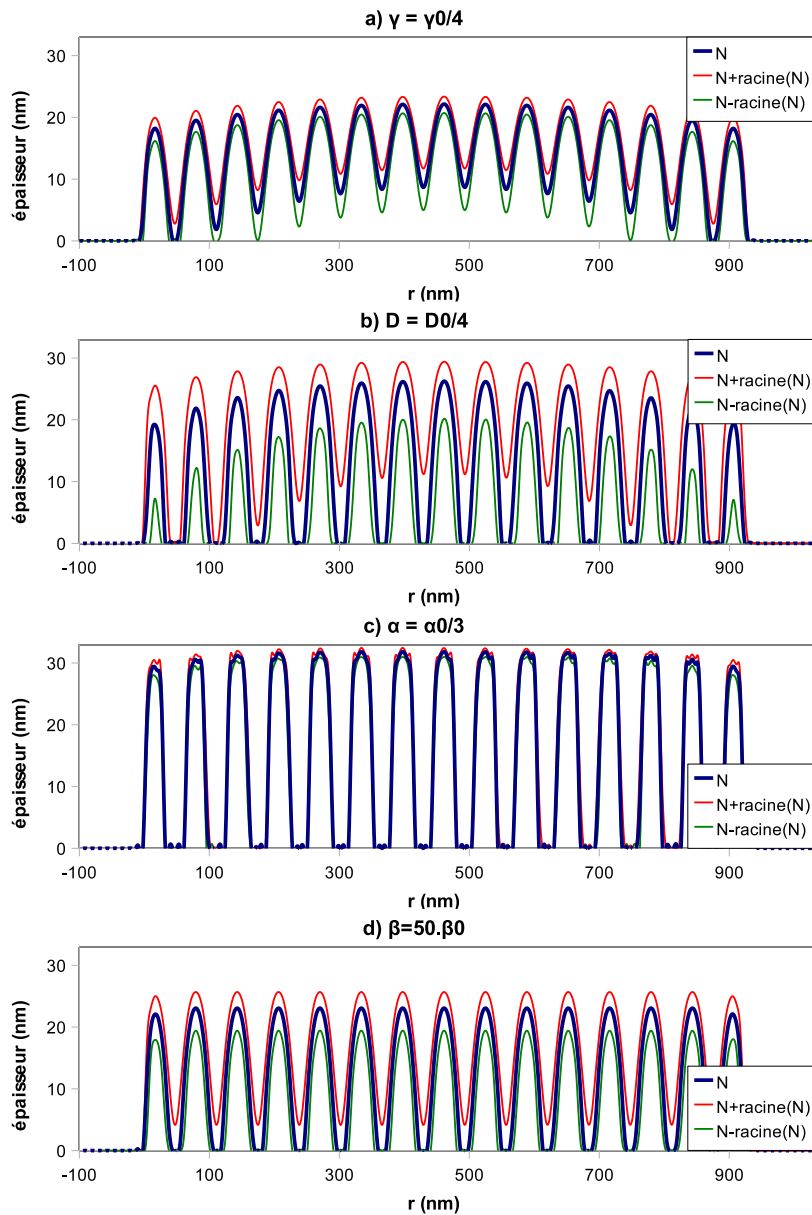 a) γ = γ0/4
30
20
10
0
épaisseur (nm)
-100 100 300 500 700 900
r (nm)
N
N+racine(N)
N-racine(N)
b) D = D0/4
30
20
10
0
épaisseur (nm)
-100 100 300 500 700 900
r (nm)
N
N+racine(N)
N-racine(N)
c) α = α0/3
30
20
10
0
épaisseur (nm)
-100 100 300 500 700 900
r (nm)
N
N+racine(N)
N-racine(N)
d) β=50.β0
30
20
10
0
épaisseur (nm)
-100 100 300 500 700 900
r (nm)
N
N+racine(N)
N-racine(N)